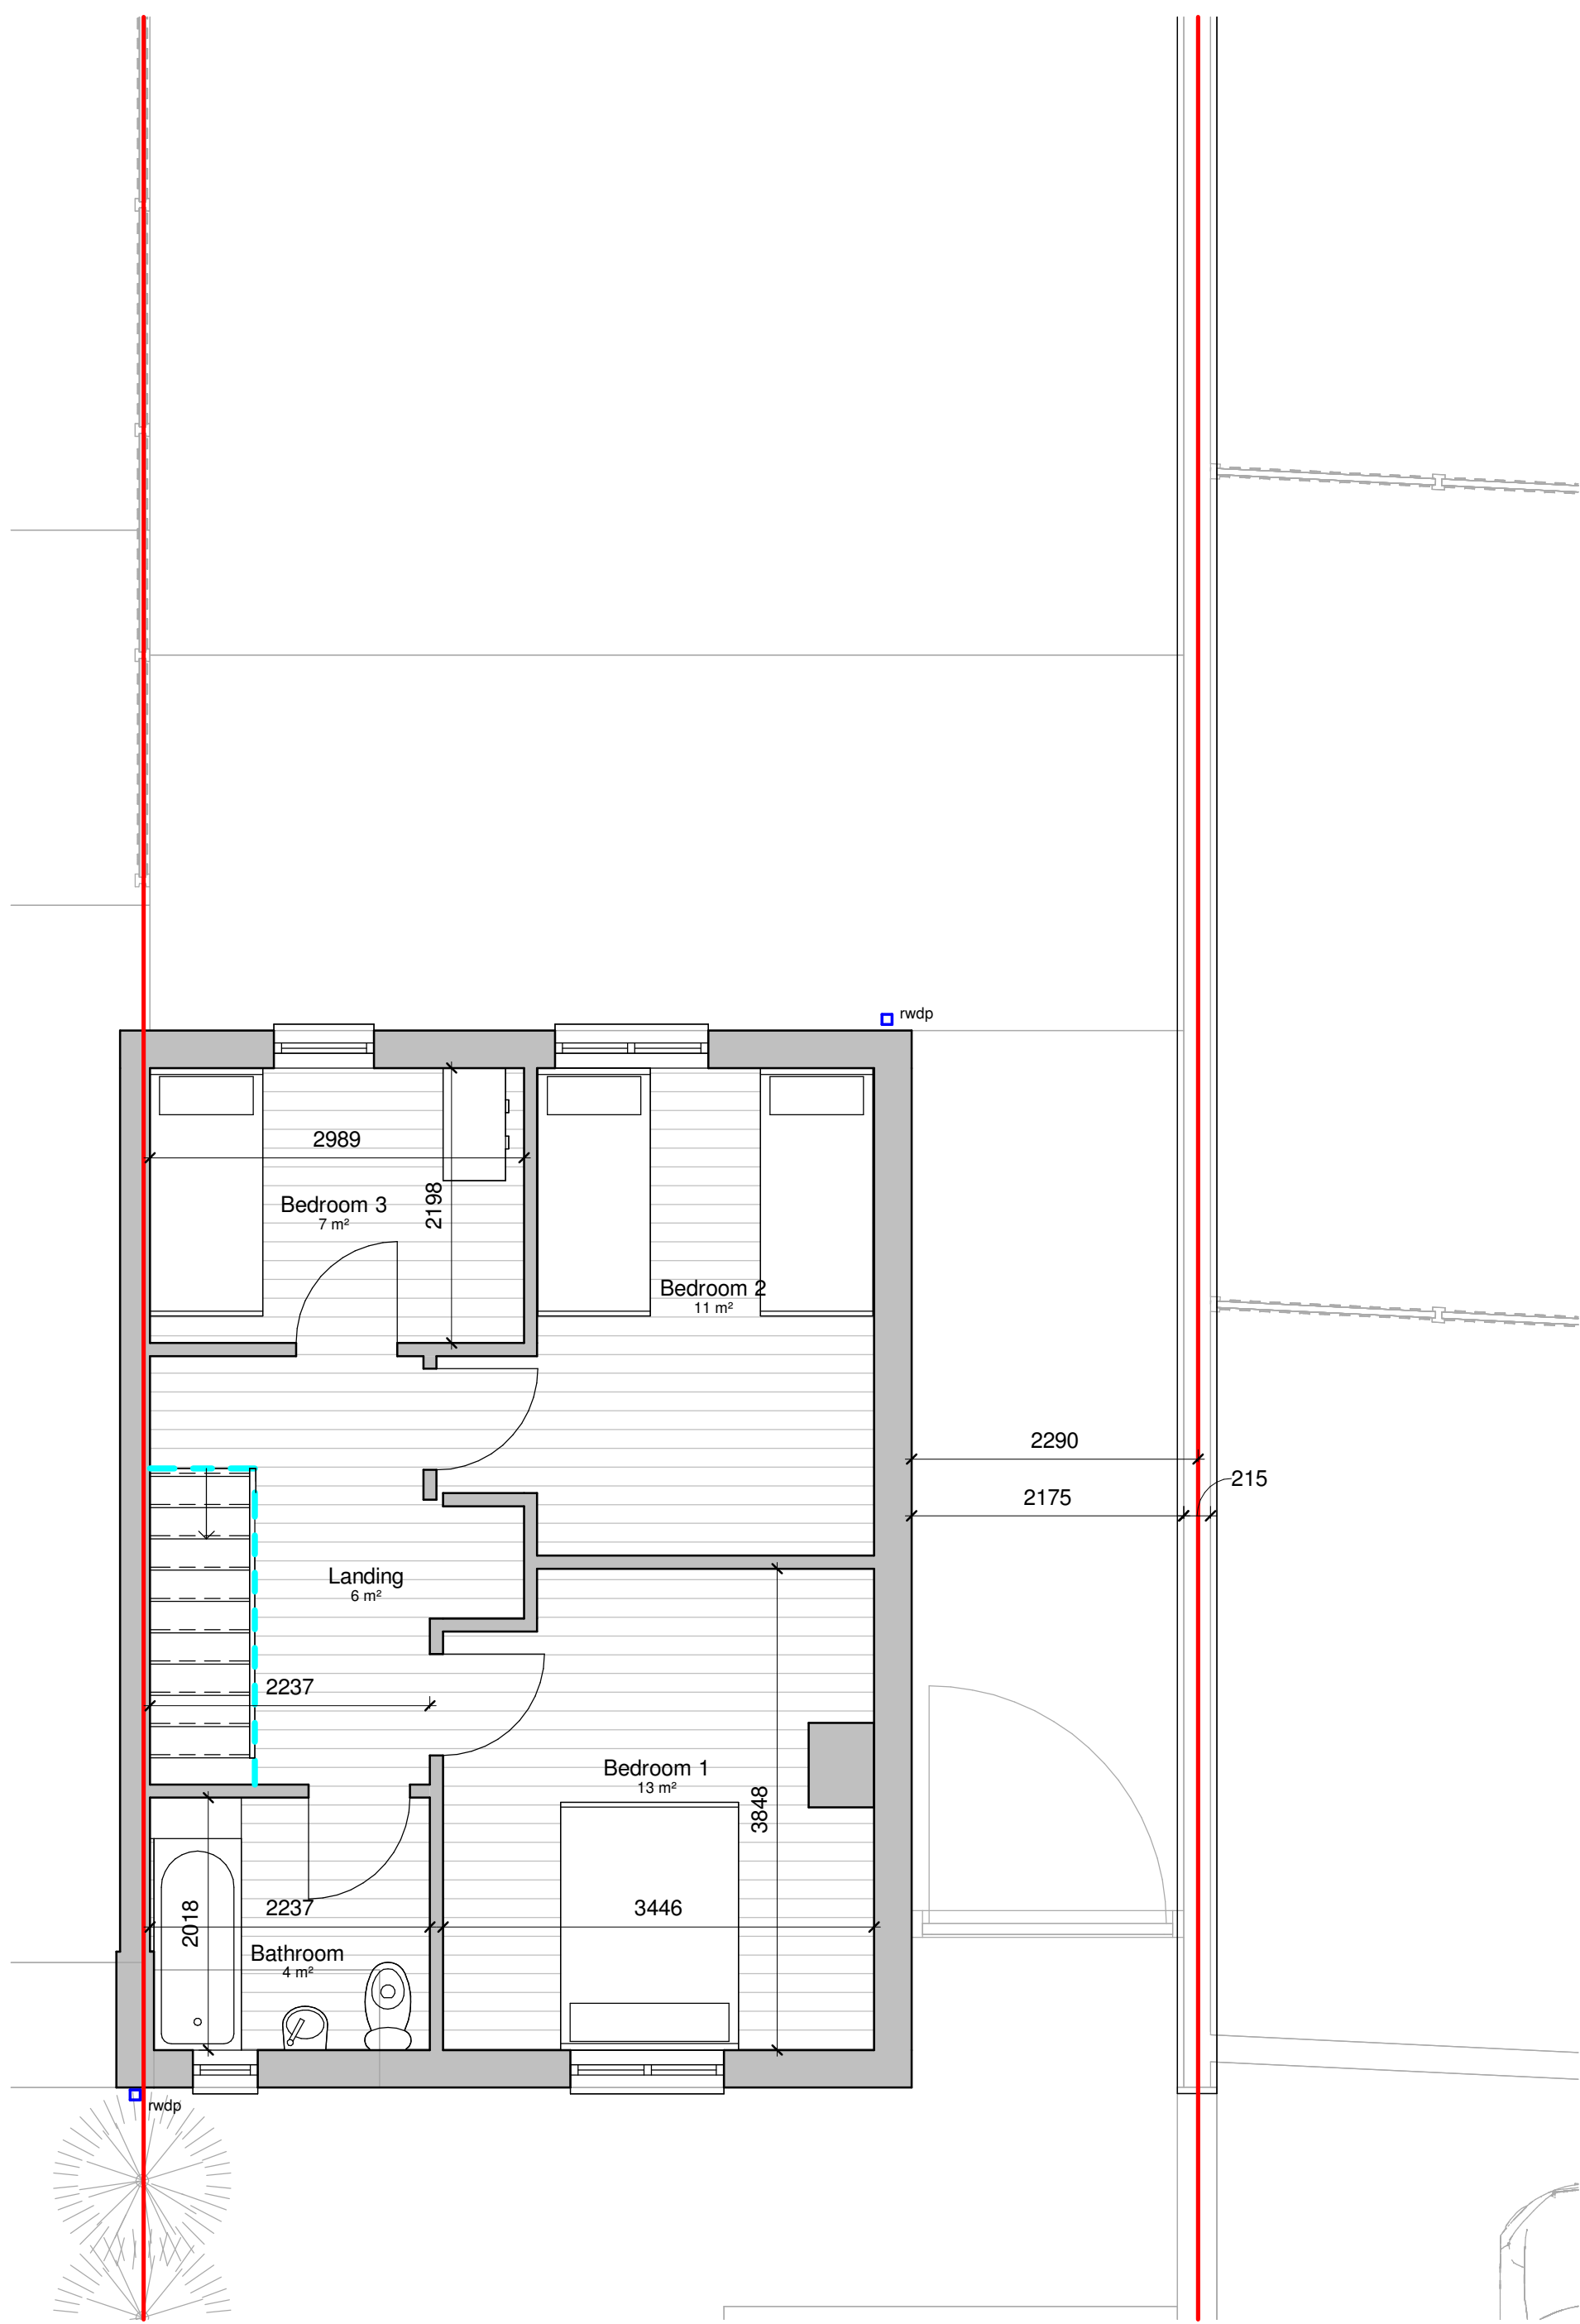 rwdp
2989
Bedroom 3
7 m²
2198
Bedroom 2
11 m²
2290
215
2175
Landing
6 m²
2237
Bedroom 1
13 m²
3848
2018
2237
3446
Bathroom
4 m²
rwdp